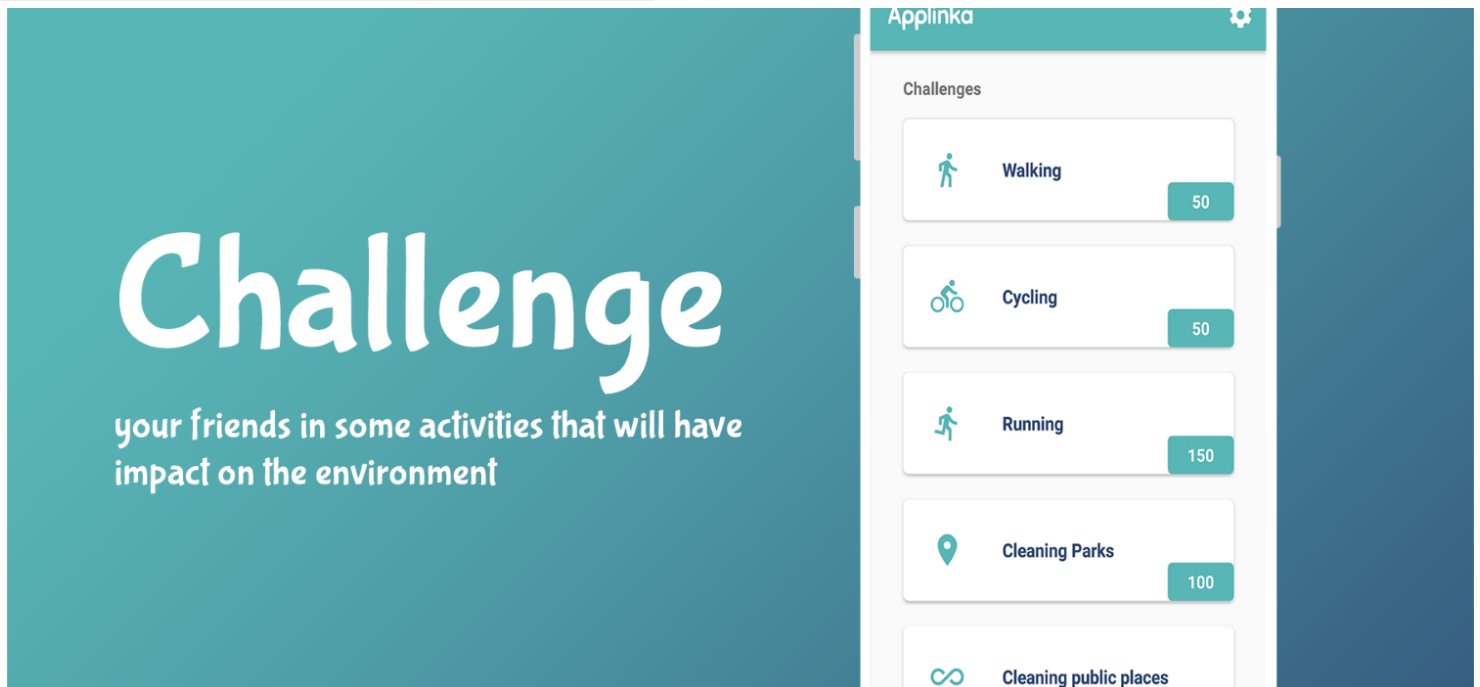 Challenge
your friends in some activities that will have
impact on the environment
Applinka
Challenges
Walking
50
Cycling
50
Running
150
Cleaning Parks
100
Cleaning public places